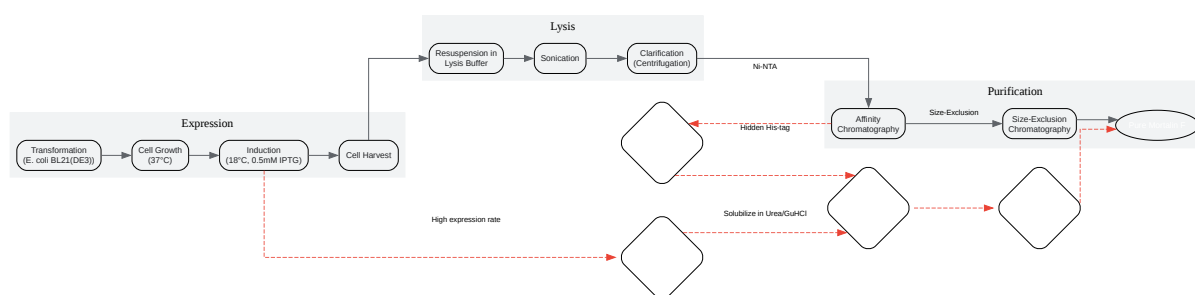 Lysis
Resuspension in
Lysis Buffer
Sonication
Clarification
(Centrifugation)
Ni-NTA
Purification
Affinity
Chromatography
Size-Exclusion
Size-Exclusion
Chromatography
Expression
Transformation
(E. coli BL21(DE3))
Cell Growth
(37°C)
Induction
(18°C, 0.5mM IPTG)
Cell Harvest
Hidden His-tag
High expression rate
Solubilize in Urea/GuHCl